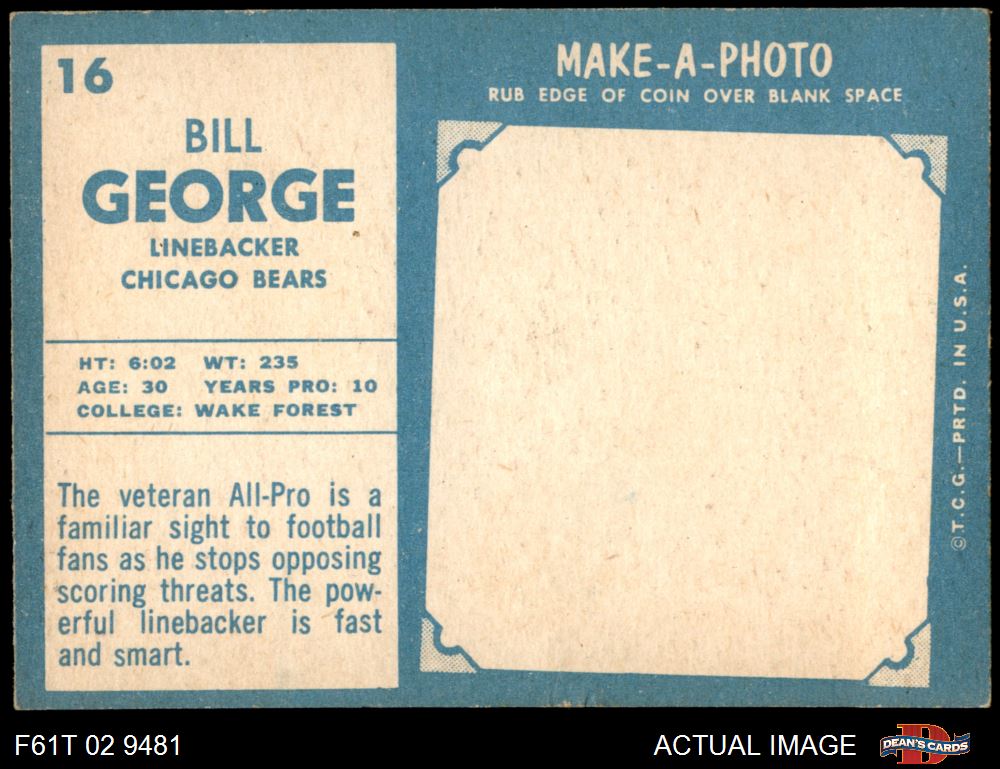 16
BILL
GEORGE
LINEBACKER
CHICAGO BEARS
HT: 6:02 WT: 235
AGE: 30 YEARS PRO: 10
COLLEGE: WAKE FOREST
The veteran All-Pro is a
familiar sight to football
fans as he stops opposing
scoring threats. The pow-
erful linebacker is fast
and smart.
MAKE-A-PHOTO
RUB EDGE OF COIN OVER BLANK SPACE
©T.C.G.—PRTD. IN U.S.A.
F61T 02 9481
ACTUAL IMAGE
D
DEAN'S CARDS